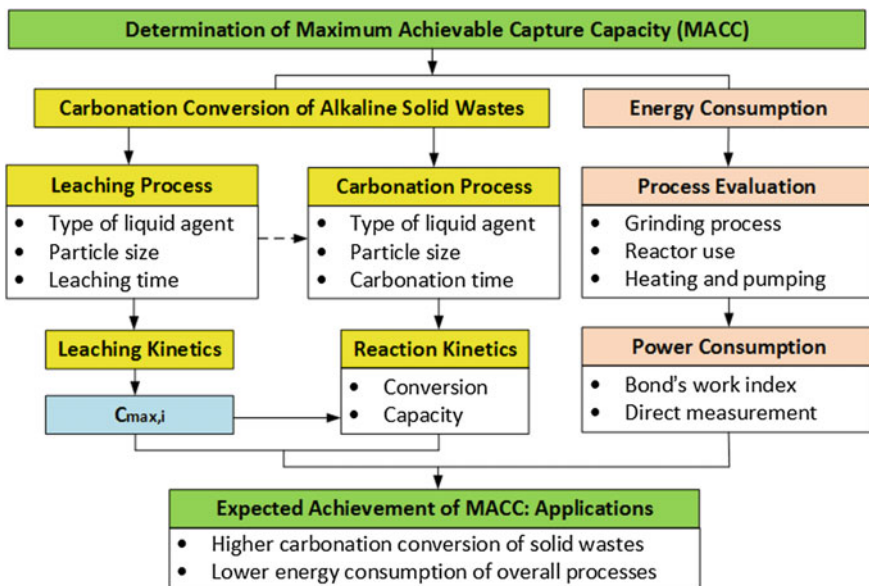 Determination of Maximum Achievable Capture Capacity (MACC)
Carbonation Conversion of Alkaline Solid Wastes
Energy Consumption
Leaching Process
• Type of liquid agent
• Particle size
• Leaching time
Carbonation Process
• Type of liquid agent
• Particle size
• Carbonation time
Process Evaluation
• Grinding process
• Reactor use
• Heating and pumping
Leaching Kinetics
Reaction Kinetics
• Conversion
• Capacity
Power Consumption
• Bond's work index
• Direct measurement
Cmax,i
Expected Achievement of MACC: Applications
• Higher carbonation conversion of solid wastes
• Lower energy consumption of overall processes